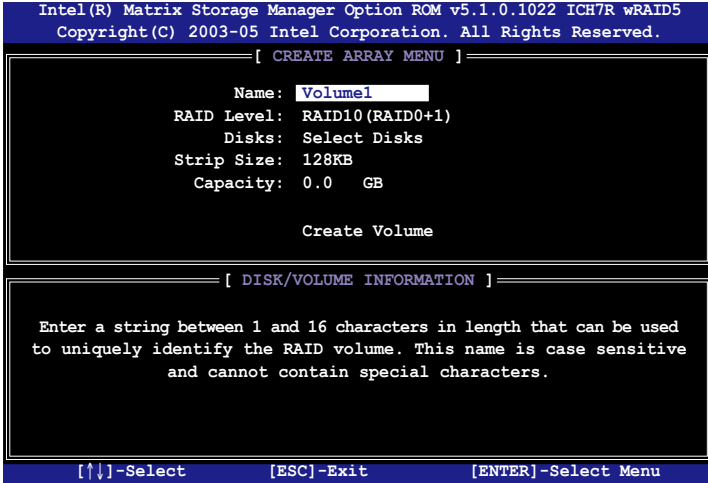 Intel(R) Matrix Storage Manager Option ROM v5.1.0.1022 ICH7R wRAID5
Copyright(C) 2003-05 Intel Corporation. All Rights Reserved.
[ CREATE ARRAY MENU ]
Name: Volume1
RAID Level: RAID10(RAID0+1)
Disks: Select Disks
Strip Size: 128KB
Capacity: 0.0 GB
Create Volume
[ DISK/VOLUME INFORMATION ]
Enter a string between 1 and 16 characters in length that can be used
to uniquely identify the RAID volume. This name is case sensitive
and cannot contain special characters.
[↑↓]-Select [ESC]-Exit [ENTER]-Select Menu